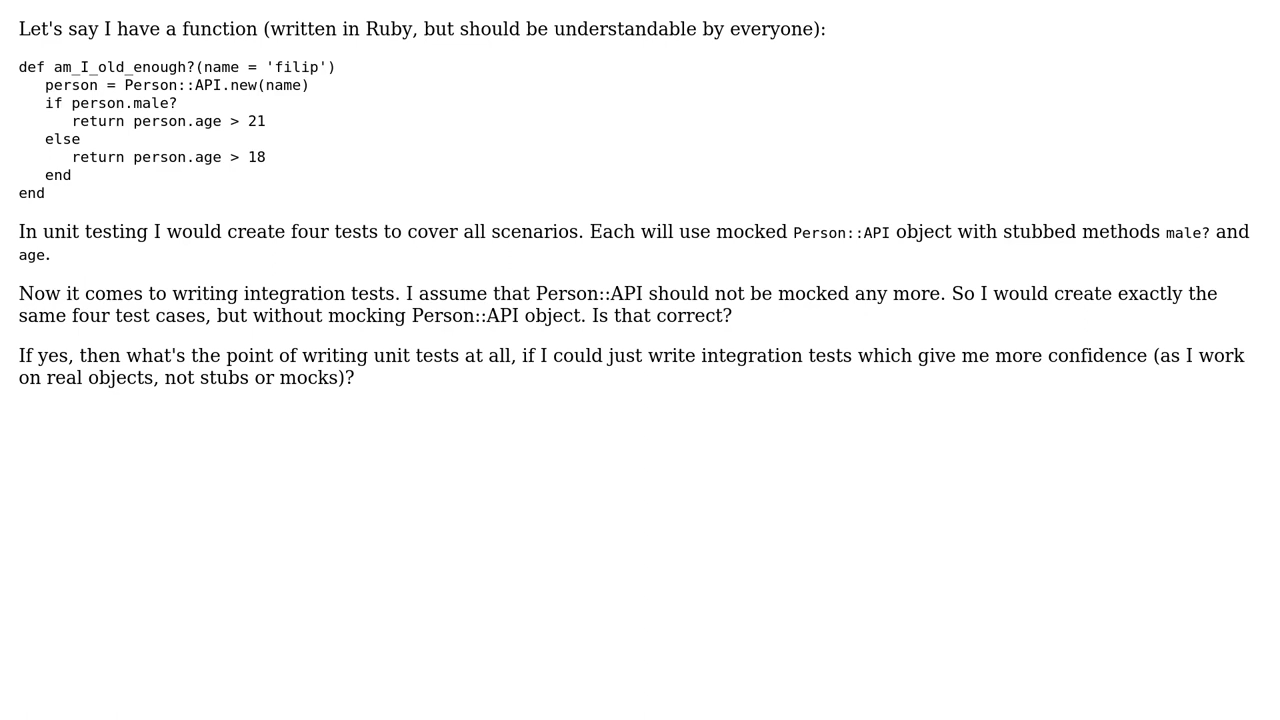 Let's say I have a function (written in Ruby, but should be understandable by everyone):
def am_I_old_enough?(name = 'filip')
   person = Person::API.new(name)
   if person.male?
      return person.age > 21
   else
      return person.age > 18
   end
end
In unit testing I would create four tests to cover all scenarios. Each will use mocked Person::API object with stubbed methods male? and
age.
Now it comes to writing integration tests. I assume that Person::API should not be mocked any more. So I would create exactly the
same four test cases, but without mocking Person::API object. Is that correct?
If yes, then what's the point of writing unit tests at all, if I could just write integration tests which give me more confidence (as I work
on real objects, not stubs or mocks)?